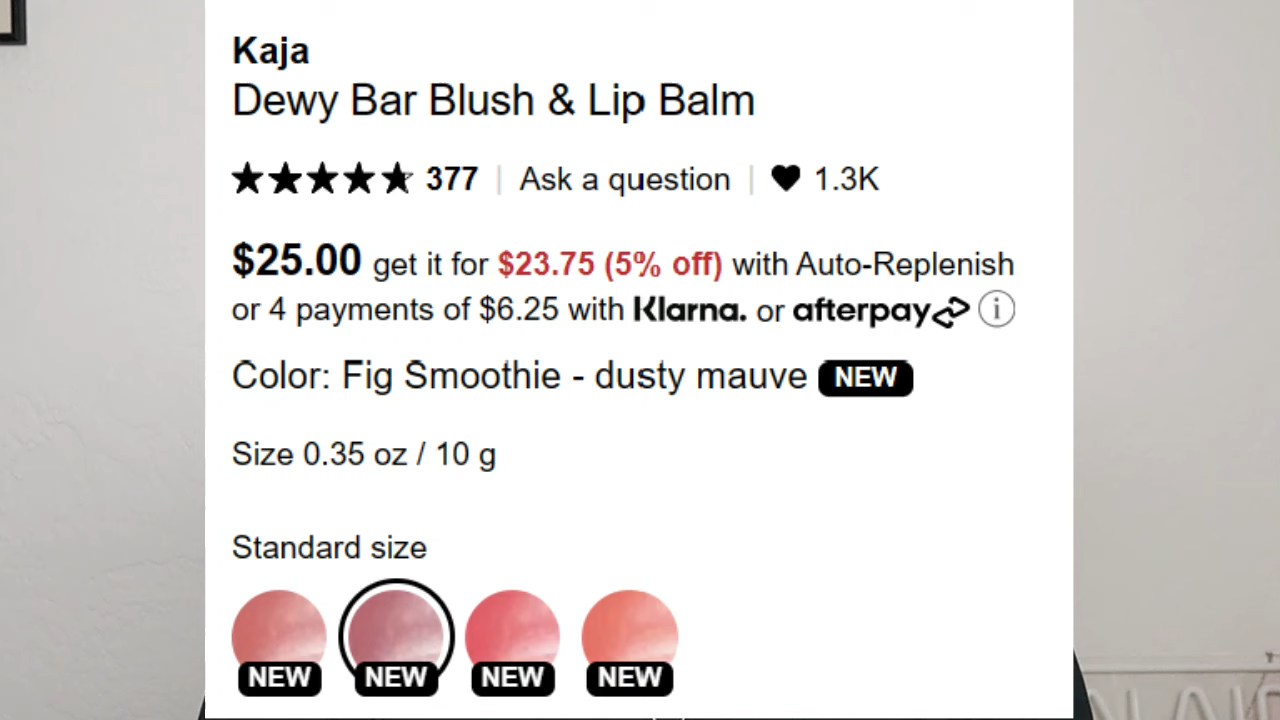 Kaja
Dewy Bar Blush & Lip Balm
377 | Ask a question | 1.3K
$25.00 get it for $23.75 (5% off) with Auto-Replenish
or 4 payments of $6.25 with Klarna. or afterpay
Color: Fig Smoothie - dusty mauve NEW
Size 0.35 oz / 10 g
Standard size
NEW NEW NEW NEW